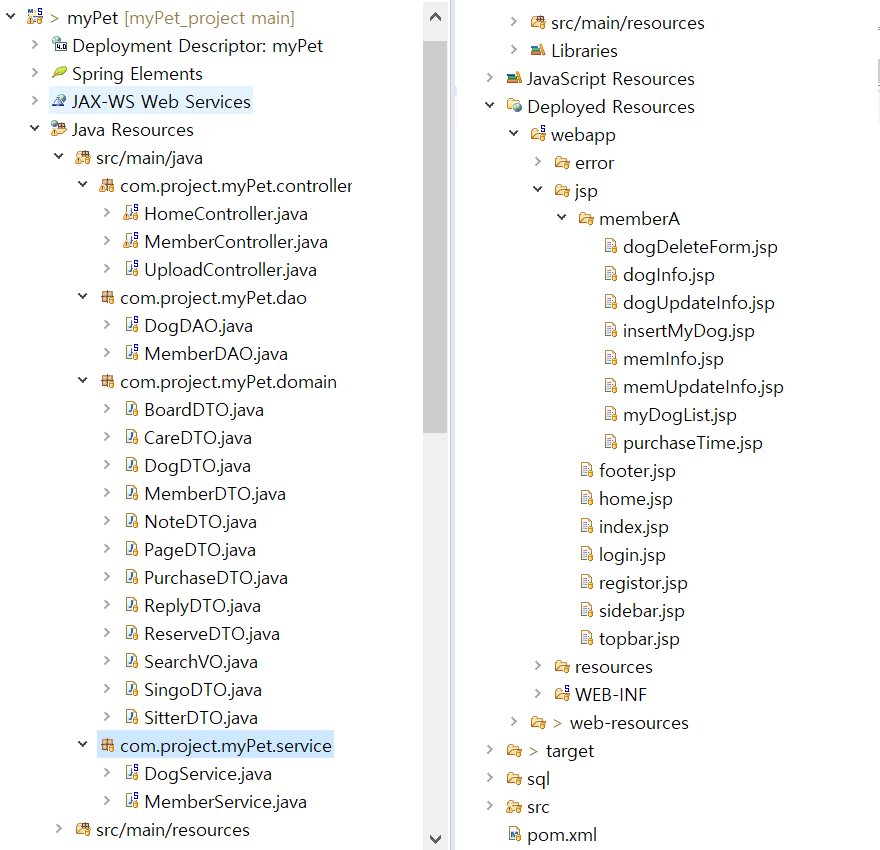 > myPet [myPet_project main]
Deployment Descriptor: myPet
Spring Elements
JAX-WS Web Services
Java Resources
src/main/java
com.project.myPet.controller
HomeController.java
MemberController.java
UploadController.java
com.project.myPet.dao
DogDAO.java
MemberDAO.java
com.project.myPet.domain
BoardDTO.java
CareDTO.java
DogDTO.java
MemberDTO.java
NoteDTO.java
PageDTO.java
PurchaseDTO.java
ReplyDTO.java
ReserveDTO.java
SearchVO.java
SingoDTO.java
SitterDTO.java
com.project.myPet.service
DogService.java
MemberService.java
src/main/resources
src/main/resources
Libraries
JavaScript Resources
Deployed Resources
webapp
error
jsp
memberA
dogDeleteForm.jsp
dogInfo.jsp
dogUpdateInfo.jsp
insertMyDog.jsp
memInfo.jsp
memUpdateInfo.jsp
myDogList.jsp
purchaseTime.jsp
footer.jsp
home.jsp
index.jsp
login.jsp
registor.jsp
sidebar.jsp
topbar.jsp
resources
WEB-INF
> web-resources
> target
sql
src
pom.xml